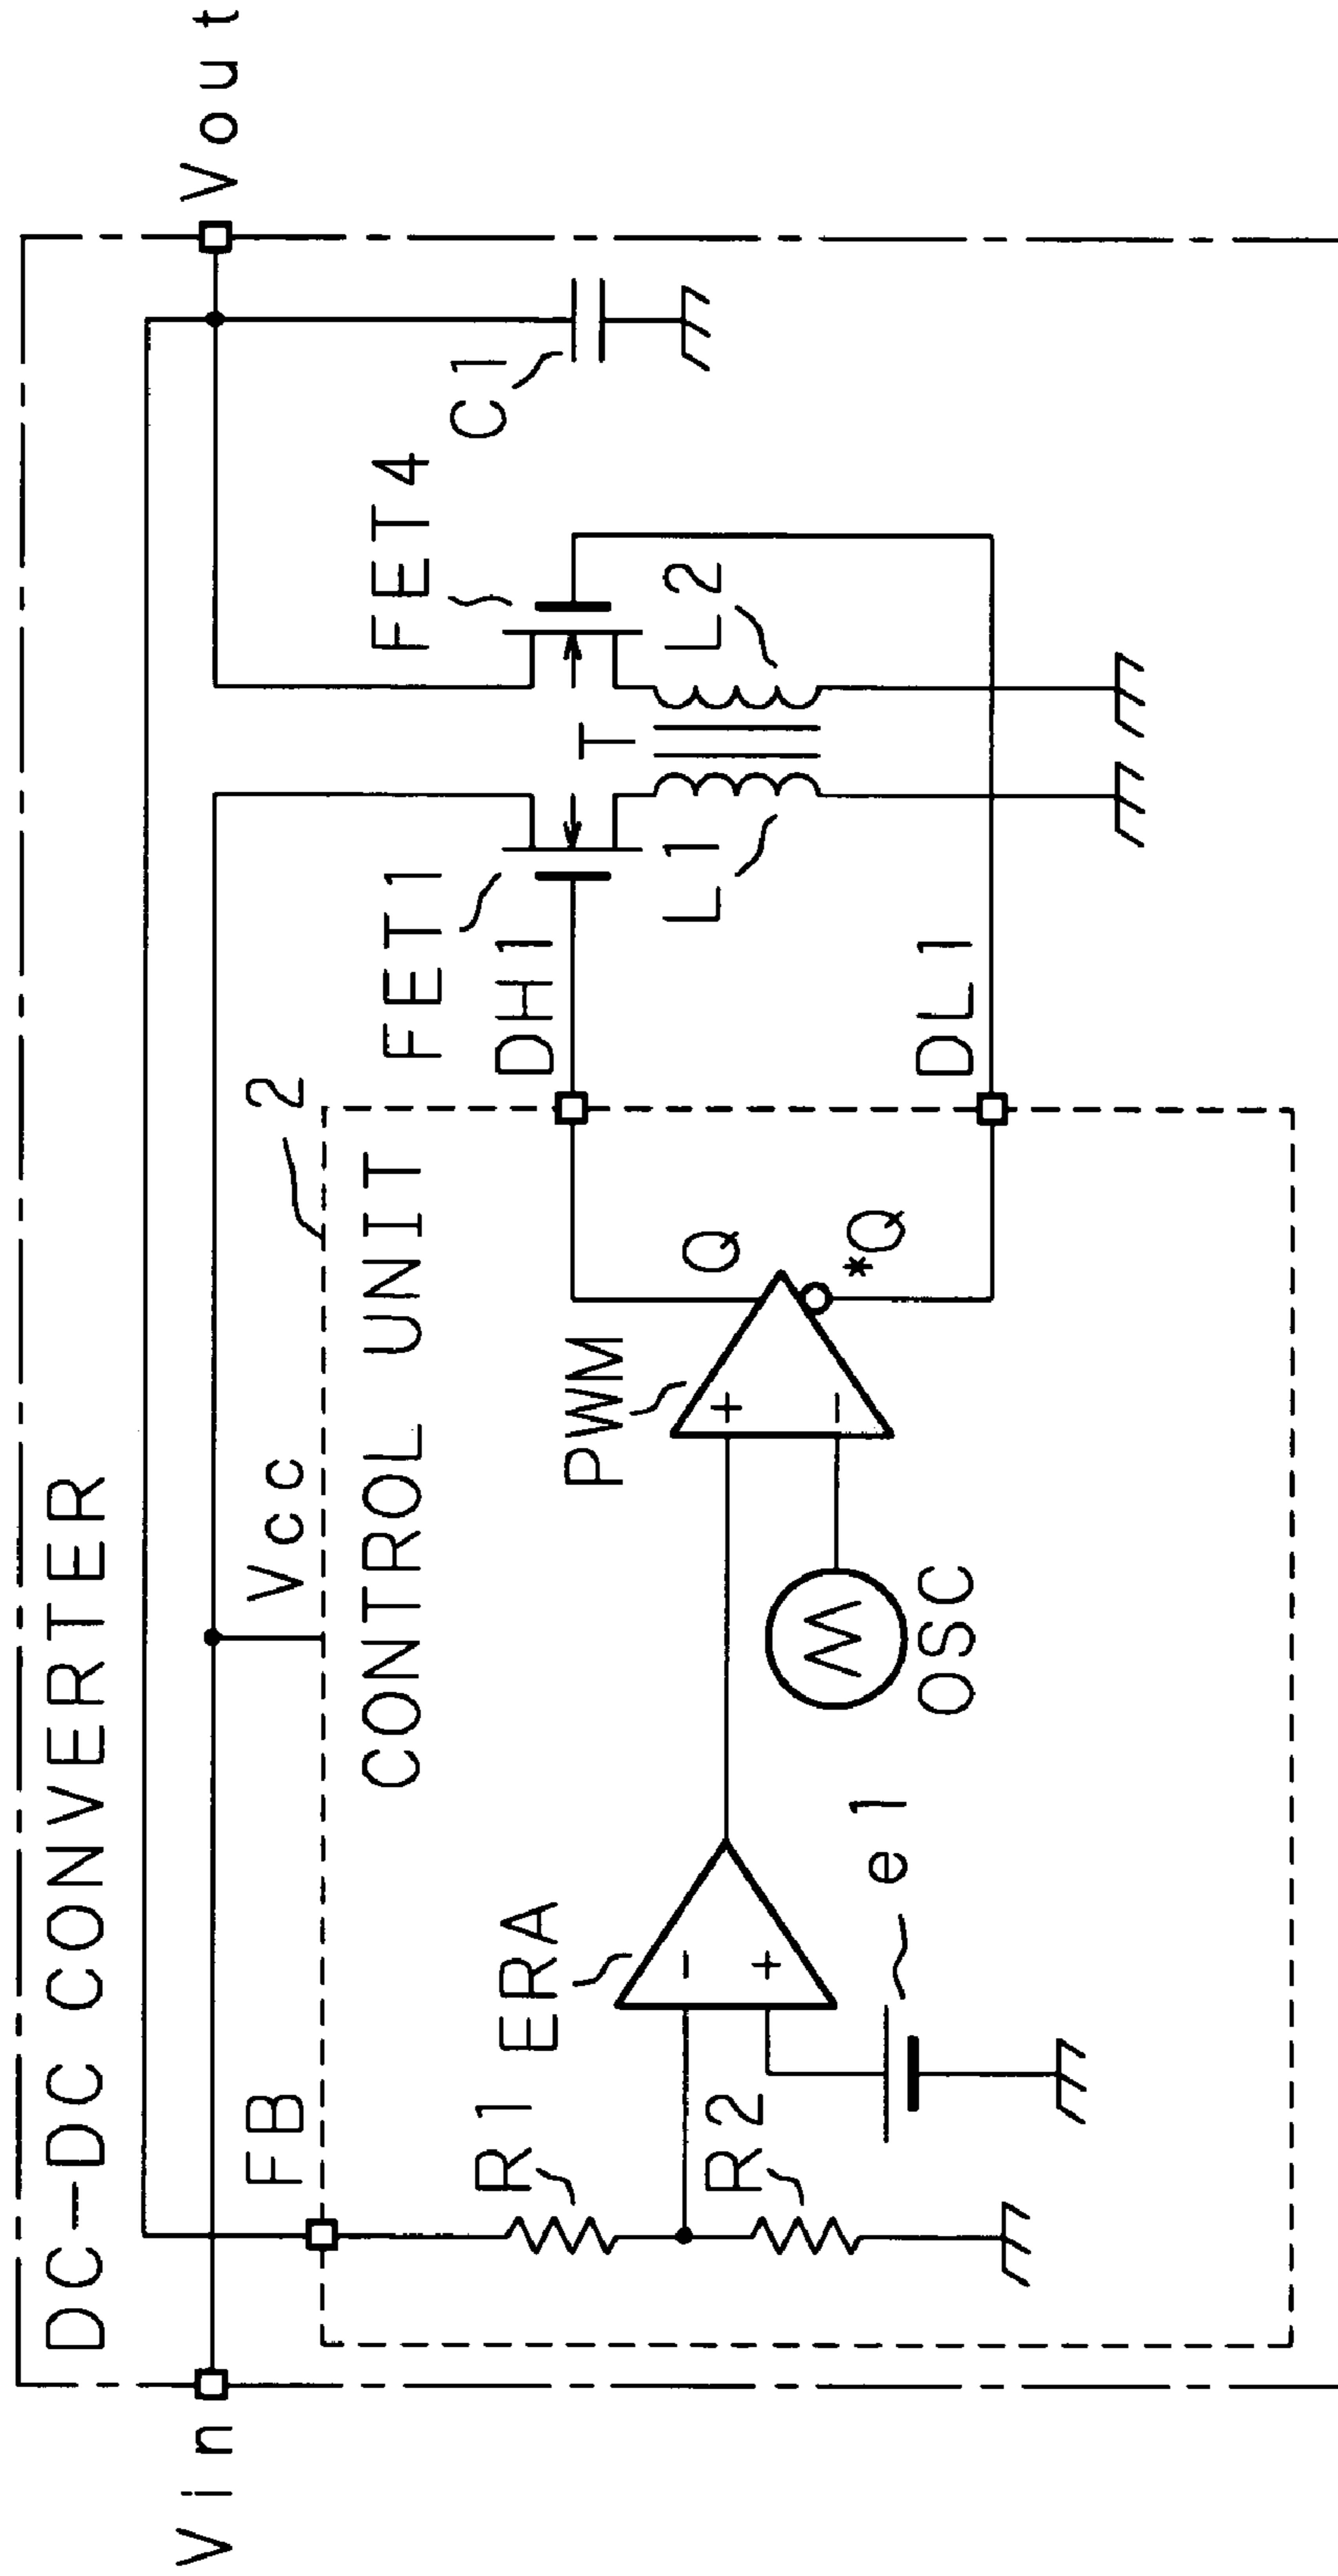 DC-DC CONVERTER
Vin
Vout
FB
Vcc
2
CONTROL UNIT
FET1
FET4
C1
R1
ERA
PWM
DH1
T
L1
L2
R2
-
+
+
-
Q
*Q
e1
OSC
DL1